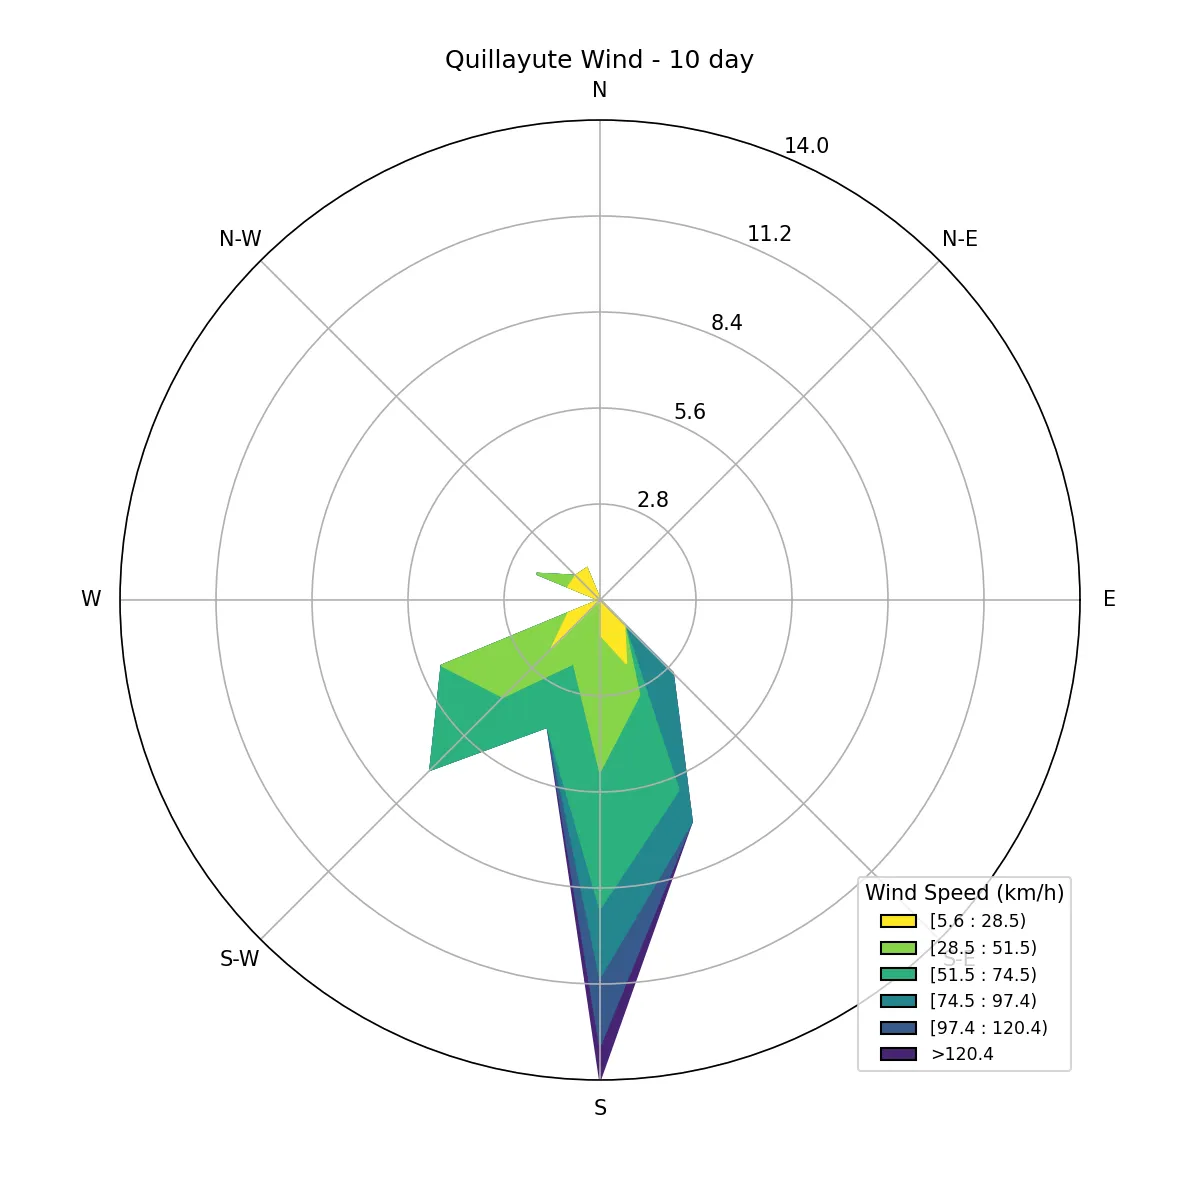 Quillayute Wind - 10 day
N
14.0
N-W
11.2
N-E
8.4
5.6
2.8
W
E
S-W
S-E
Wind Speed (km/h)
[5.6 : 28.5)
[28.5 : 51.5)
[51.5 : 74.5)
[74.5 : 97.4)
[97.4 : 120.4)
>120.4
S